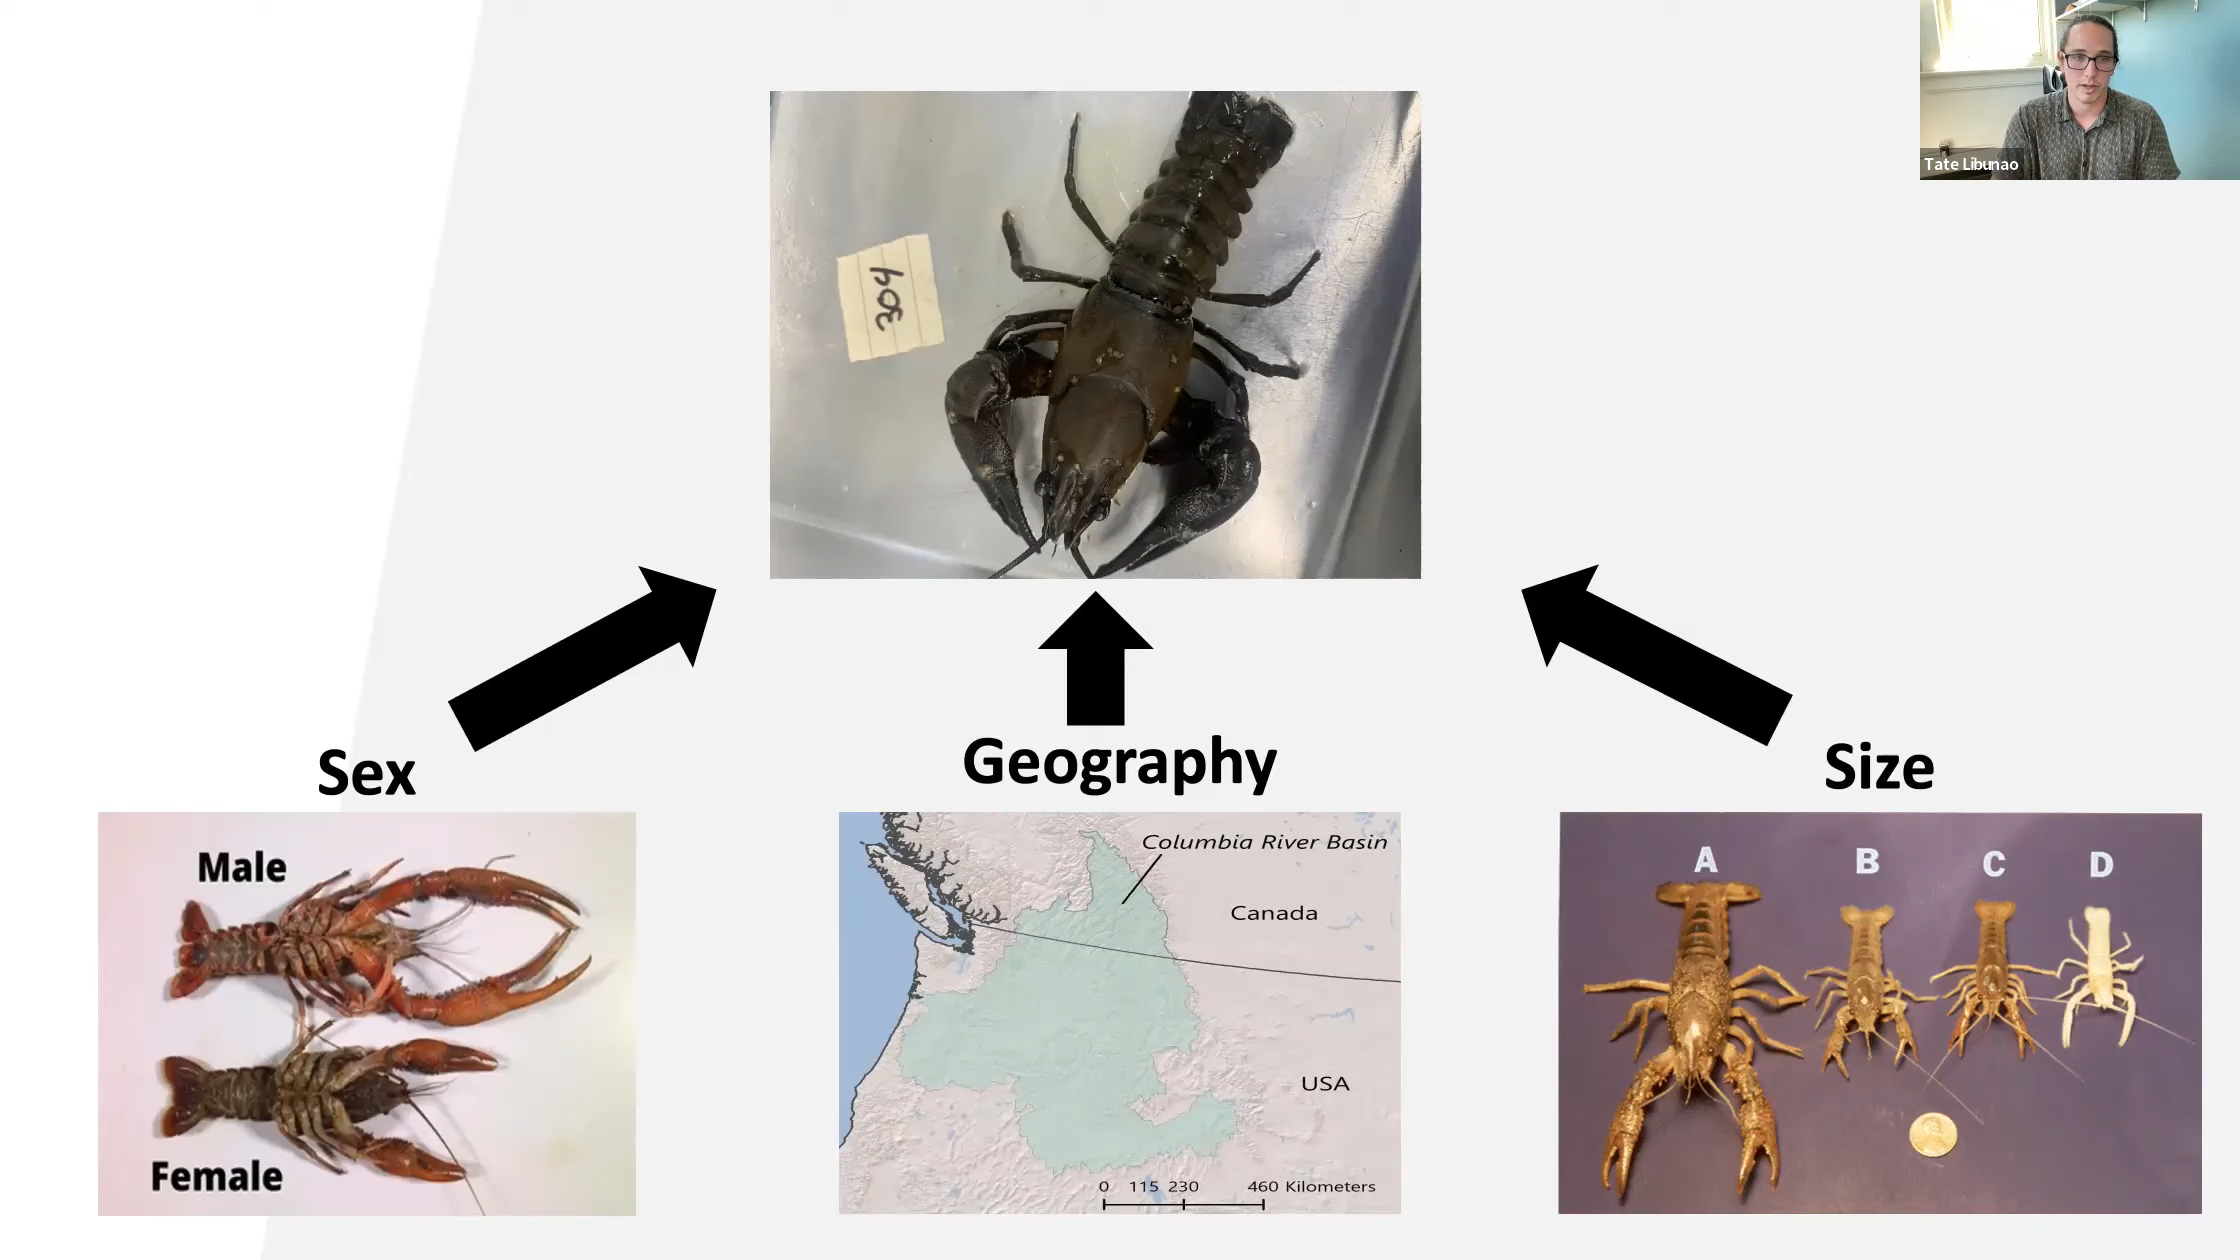 Tate Libunao
309
Sex
Geography
Size
Male
Female
Columbia River Basin
Canada
USA
0 115 230 460 Kilometers
A B C D